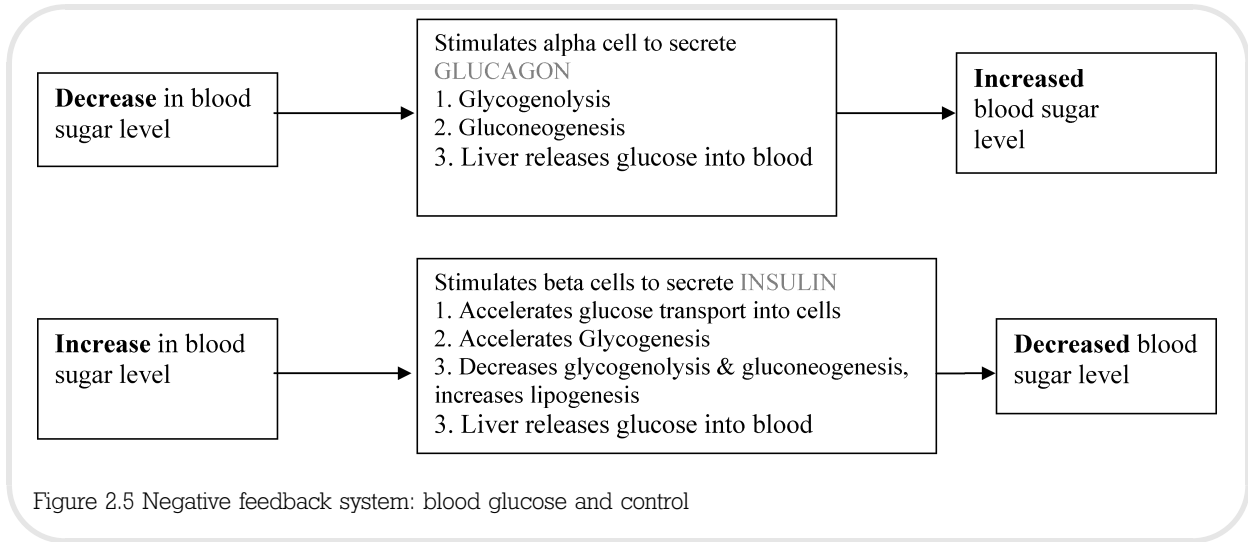 Decrease in blood
sugar level
Stimulates alpha cell to secrete
GLUCAGON
1. Glycogenolysis
2. Gluconeogenesis
3. Liver releases glucose into blood
Increased
blood sugar
level
Increase in blood
sugar level
Stimulates beta cells to secrete INSULIN
1. Accelerates glucose transport into cells
2. Accelerates Glycogenesis
3. Decreases glycogenolysis & gluconeogenesis,
increases lipogenesis
3. Liver releases glucose into blood
Decreased blood
sugar level
Figure 2.5 Negative feedback system: blood glucose and control